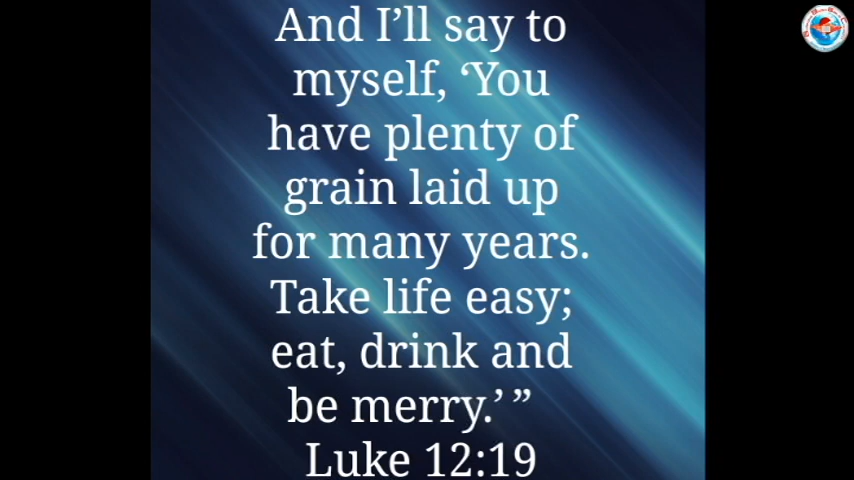 And I’ll say to
myself, ‘You
have plenty of
grain laid up
for many years.
Take life easy;
eat, drink and
be merry.’ ”
Luke 12:19